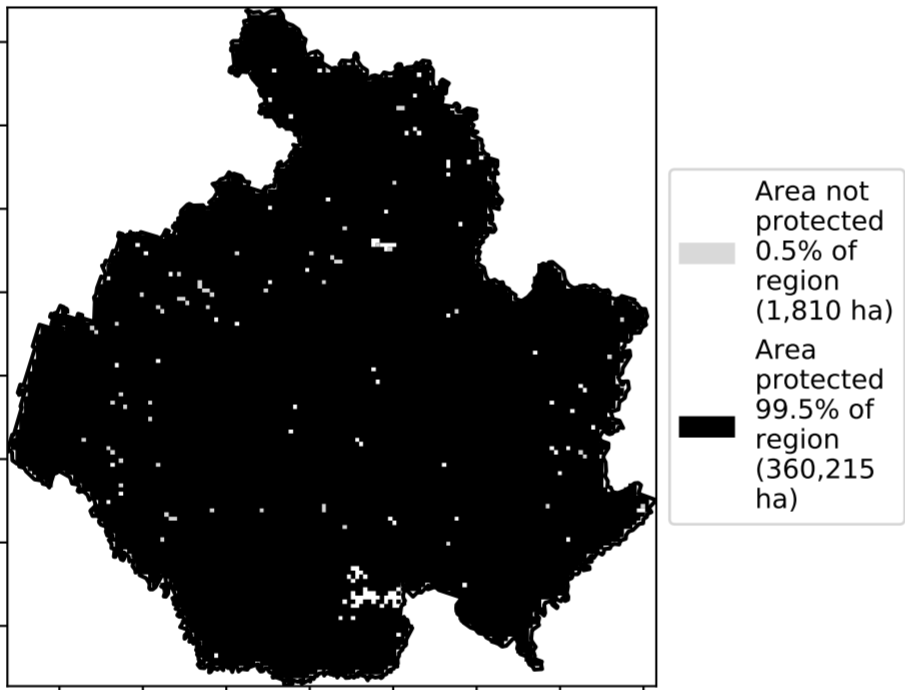 Area not
protected
0.5% of
region
(1,810 ha)
Area
protected
99.5% of
region
(360,215
ha)